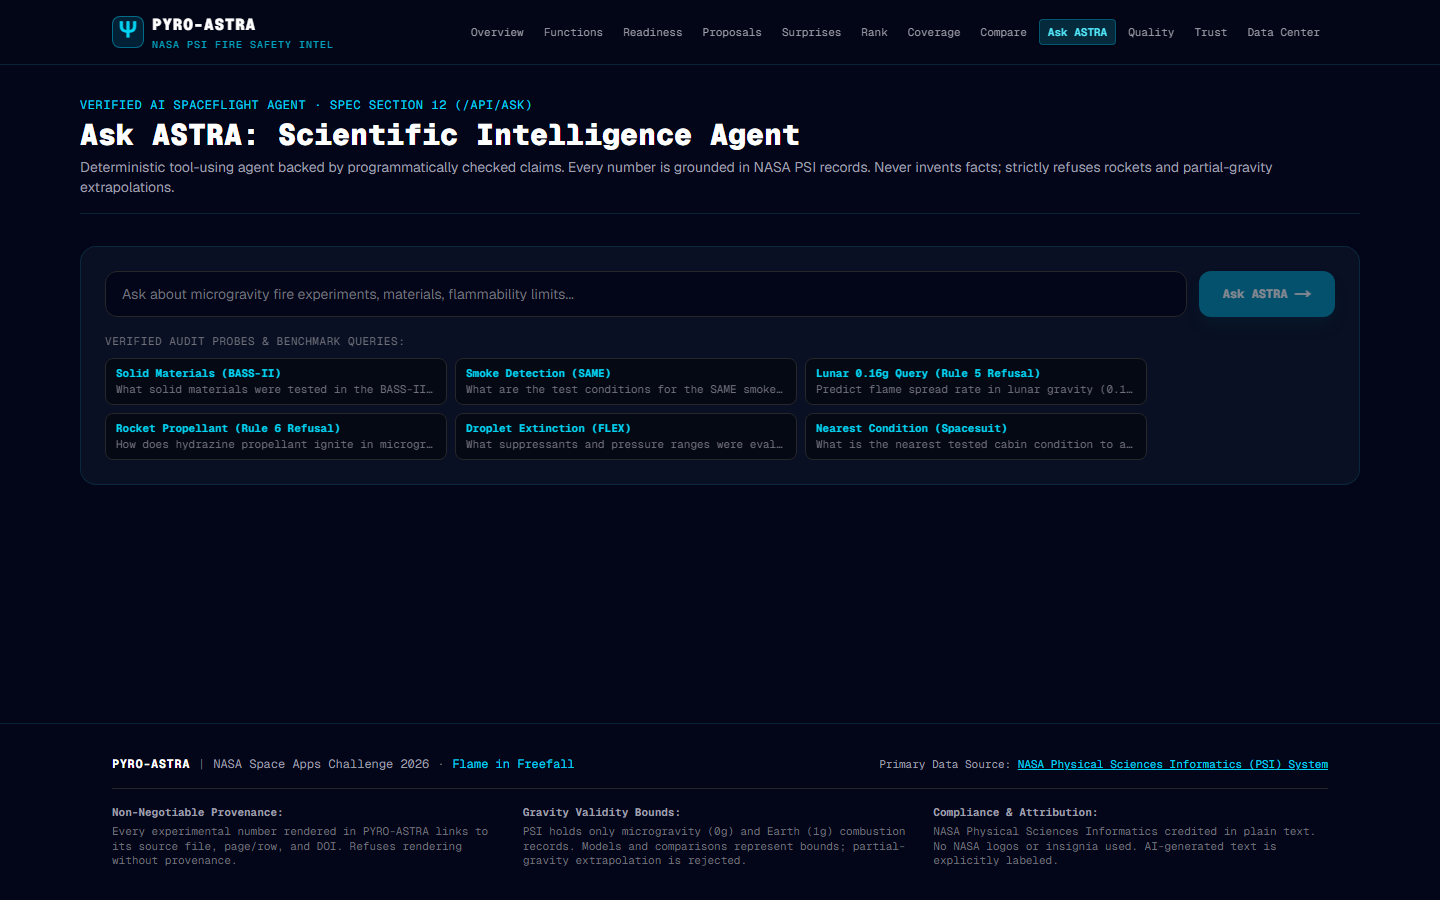 Ψ PYRO-ASTRA
NASA PSI FIRE SAFETY INTEL
Overview Functions Readiness Proposals Surprises Rank Coverage Compare Ask ASTRA Quality Trust Data Center
VERIFIED AI SPACEFLIGHT AGENT · SPEC SECTION 12 (/API/ASK)
Ask ASTRA: Scientific Intelligence Agent
Deterministic tool-using agent backed by programmatically checked claims. Every number is grounded in NASA PSI records. Never invents facts; strictly refuses rockets and partial-gravity
extrapolations.
Ask about microgravity fire experiments, materials, flammability limits...
Ask ASTRA →
VERIFIED AUDIT PROBES & BENCHMARK QUERIES:
Solid Materials (BASS-II)
What solid materials were tested in the BASS-II…
Smoke Detection (SAME)
What are the test conditions for the SAME smoke…
Lunar 0.16g Query (Rule 5 Refusal)
Predict flame spread rate in lunar gravity (0.1…
Rocket Propellant (Rule 6 Refusal)
How does hydrazine propellant ignite in microgr…
Droplet Extinction (FLEX)
What suppressants and pressure ranges were eval…
Nearest Condition (Spacesuit)
What is the nearest tested cabin condition to a…
PYRO-ASTRA | NASA Space Apps Challenge 2026 · Flame in Freefall
Primary Data Source: NASA Physical Sciences Informatics (PSI) System
Non-Negotiable Provenance:
Every experimental number rendered in PYRO-ASTRA links to
its source file, page/row, and DOI. Refuses rendering
without provenance.
Gravity Validity Bounds:
PSI holds only microgravity (0g) and Earth (1g) combustion
records. Models and comparisons represent bounds; partial-
gravity extrapolation is rejected.
Compliance & Attribution:
NASA Physical Sciences Informatics credited in plain text.
No NASA logos or insignia used. AI-generated text is
explicitly labeled.